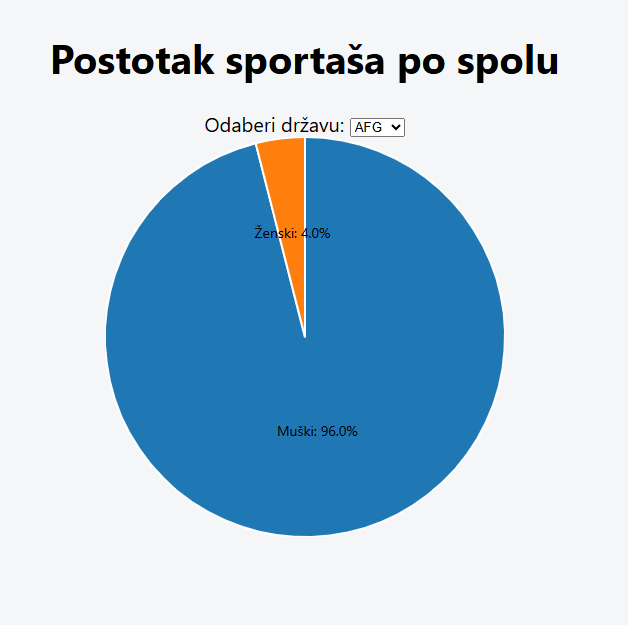 Postotak sportaša po spolu
Odaberi državu: AFG
Ženski: 4.0%
Muški: 96.0%